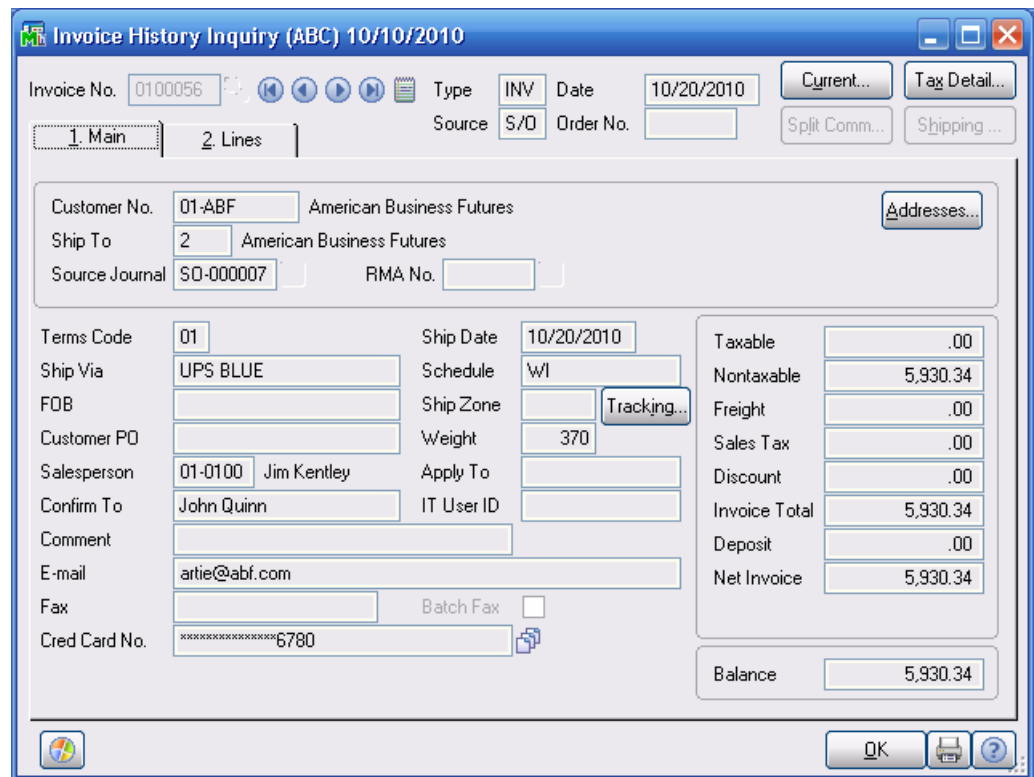 Invoice History Inquiry (ABC) 10/10/2010
Invoice No. 0100056 Type INV Date 10/20/2010 Current... Tax Detail...
Source S/O Order No. Split Comm... Shipping ...
1. Main 2. Lines
Customer No. 01-ABF American Business Futures Addresses...
Ship To 2 American Business Futures
Source Journal SO-000007 RMA No.
Terms Code 01 Ship Date 10/20/2010 Taxable .00
Ship Via UPS BLUE Schedule WI Nontaxable 5,930.34
FOB Ship Zone Tracking... Freight .00
Customer PO Weight 370 Sales Tax .00
Salesperson 01-0100 Jim Kentley Apply To Discount .00
Confirm To John Quinn IT User ID Invoice Total 5,930.34
Comment Deposit .00
E-mail artie@abf.com Net Invoice 5,930.34
Fax Batch Fax
Cred Card No. ***************6780
Balance 5,930.34
OK